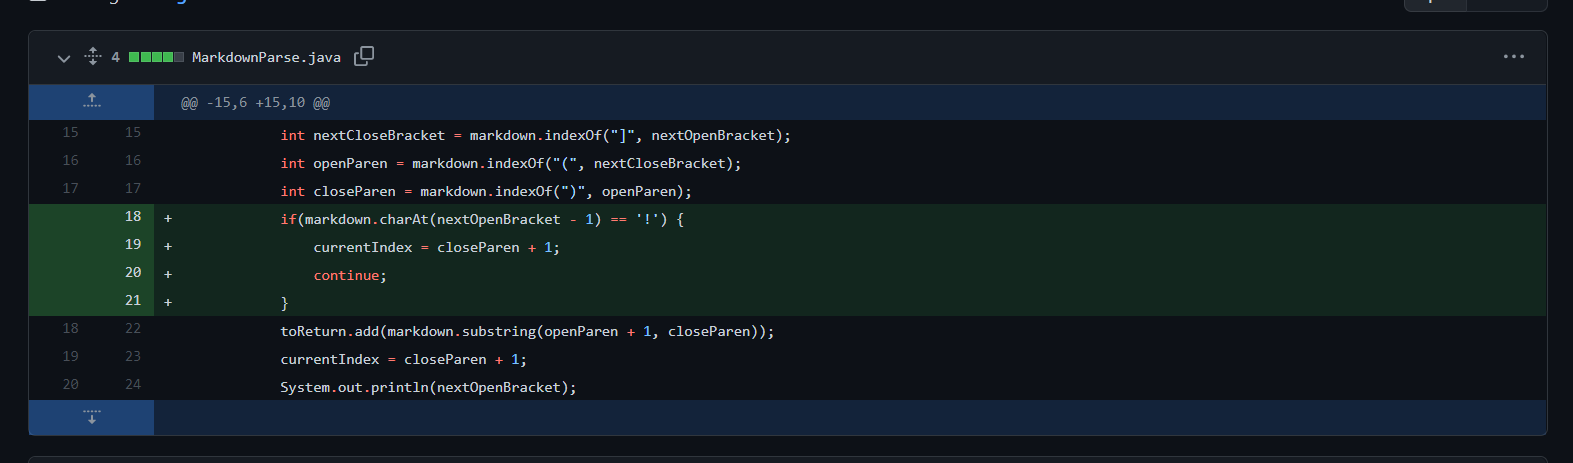 4 MarkdownParse.java
@@ -15,6 +15,10 @@
15 15 int nextCloseBracket = markdown.indexOf("]", nextOpenBracket);
16 16 int openParen = markdown.indexOf("(", nextCloseBracket);
17 17 int closeParen = markdown.indexOf(")", openParen);
18 + if(markdown.charAt(nextOpenBracket - 1) == '!') {
19 + currentIndex = closeParen + 1;
20 + continue;
21 + }
18 22 toReturn.add(markdown.substring(openParen + 1, closeParen));
19 23 currentIndex = closeParen + 1;
20 24 System.out.println(nextOpenBracket);